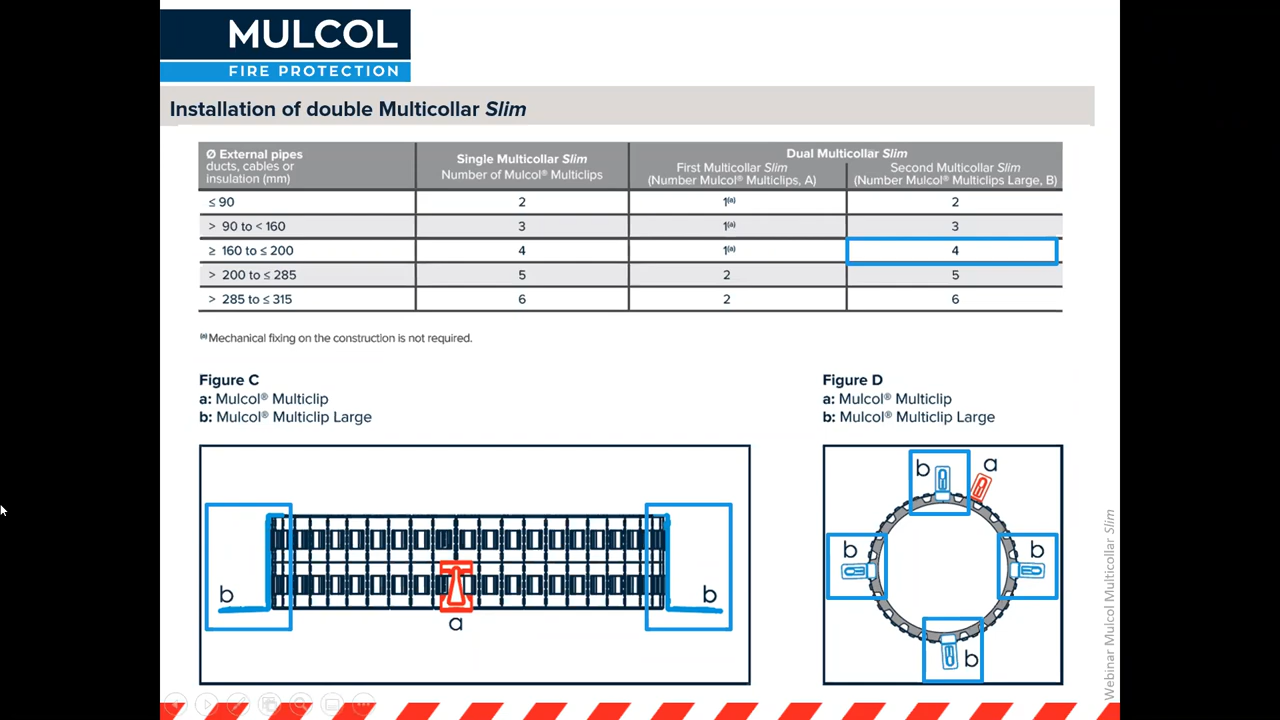 MULCOL
FIRE PROTECTION
Installation of double Multicollar Slim
Ø External pipes
ducts, cables or
insulation (mm)
Single Multicollar Slim
Number of Mulcol® Multiclips
Dual Multicollar Slim
First Multicollar Slim
(Number Mulcol® Multiclips, A)
Second Multicollar Slim
(Number Mulcol® Multiclips Large, B)
≤ 90 2 1(a) 2
> 90 to < 160 3 1(a) 3
≥ 160 to ≤ 200 4 1(a) 4
> 200 to ≤ 285 5 2 5
> 285 to ≤ 315 6 2 6
(a) Mechanical fixing on the construction is not required.
Figure C
a: Mulcol® Multiclip
b: Mulcol® Multiclip Large
b
a
b
Figure D
a: Mulcol® Multiclip
b: Mulcol® Multiclip Large
b
a
b
b
b
Webinar Mulcol Multicollar Slim